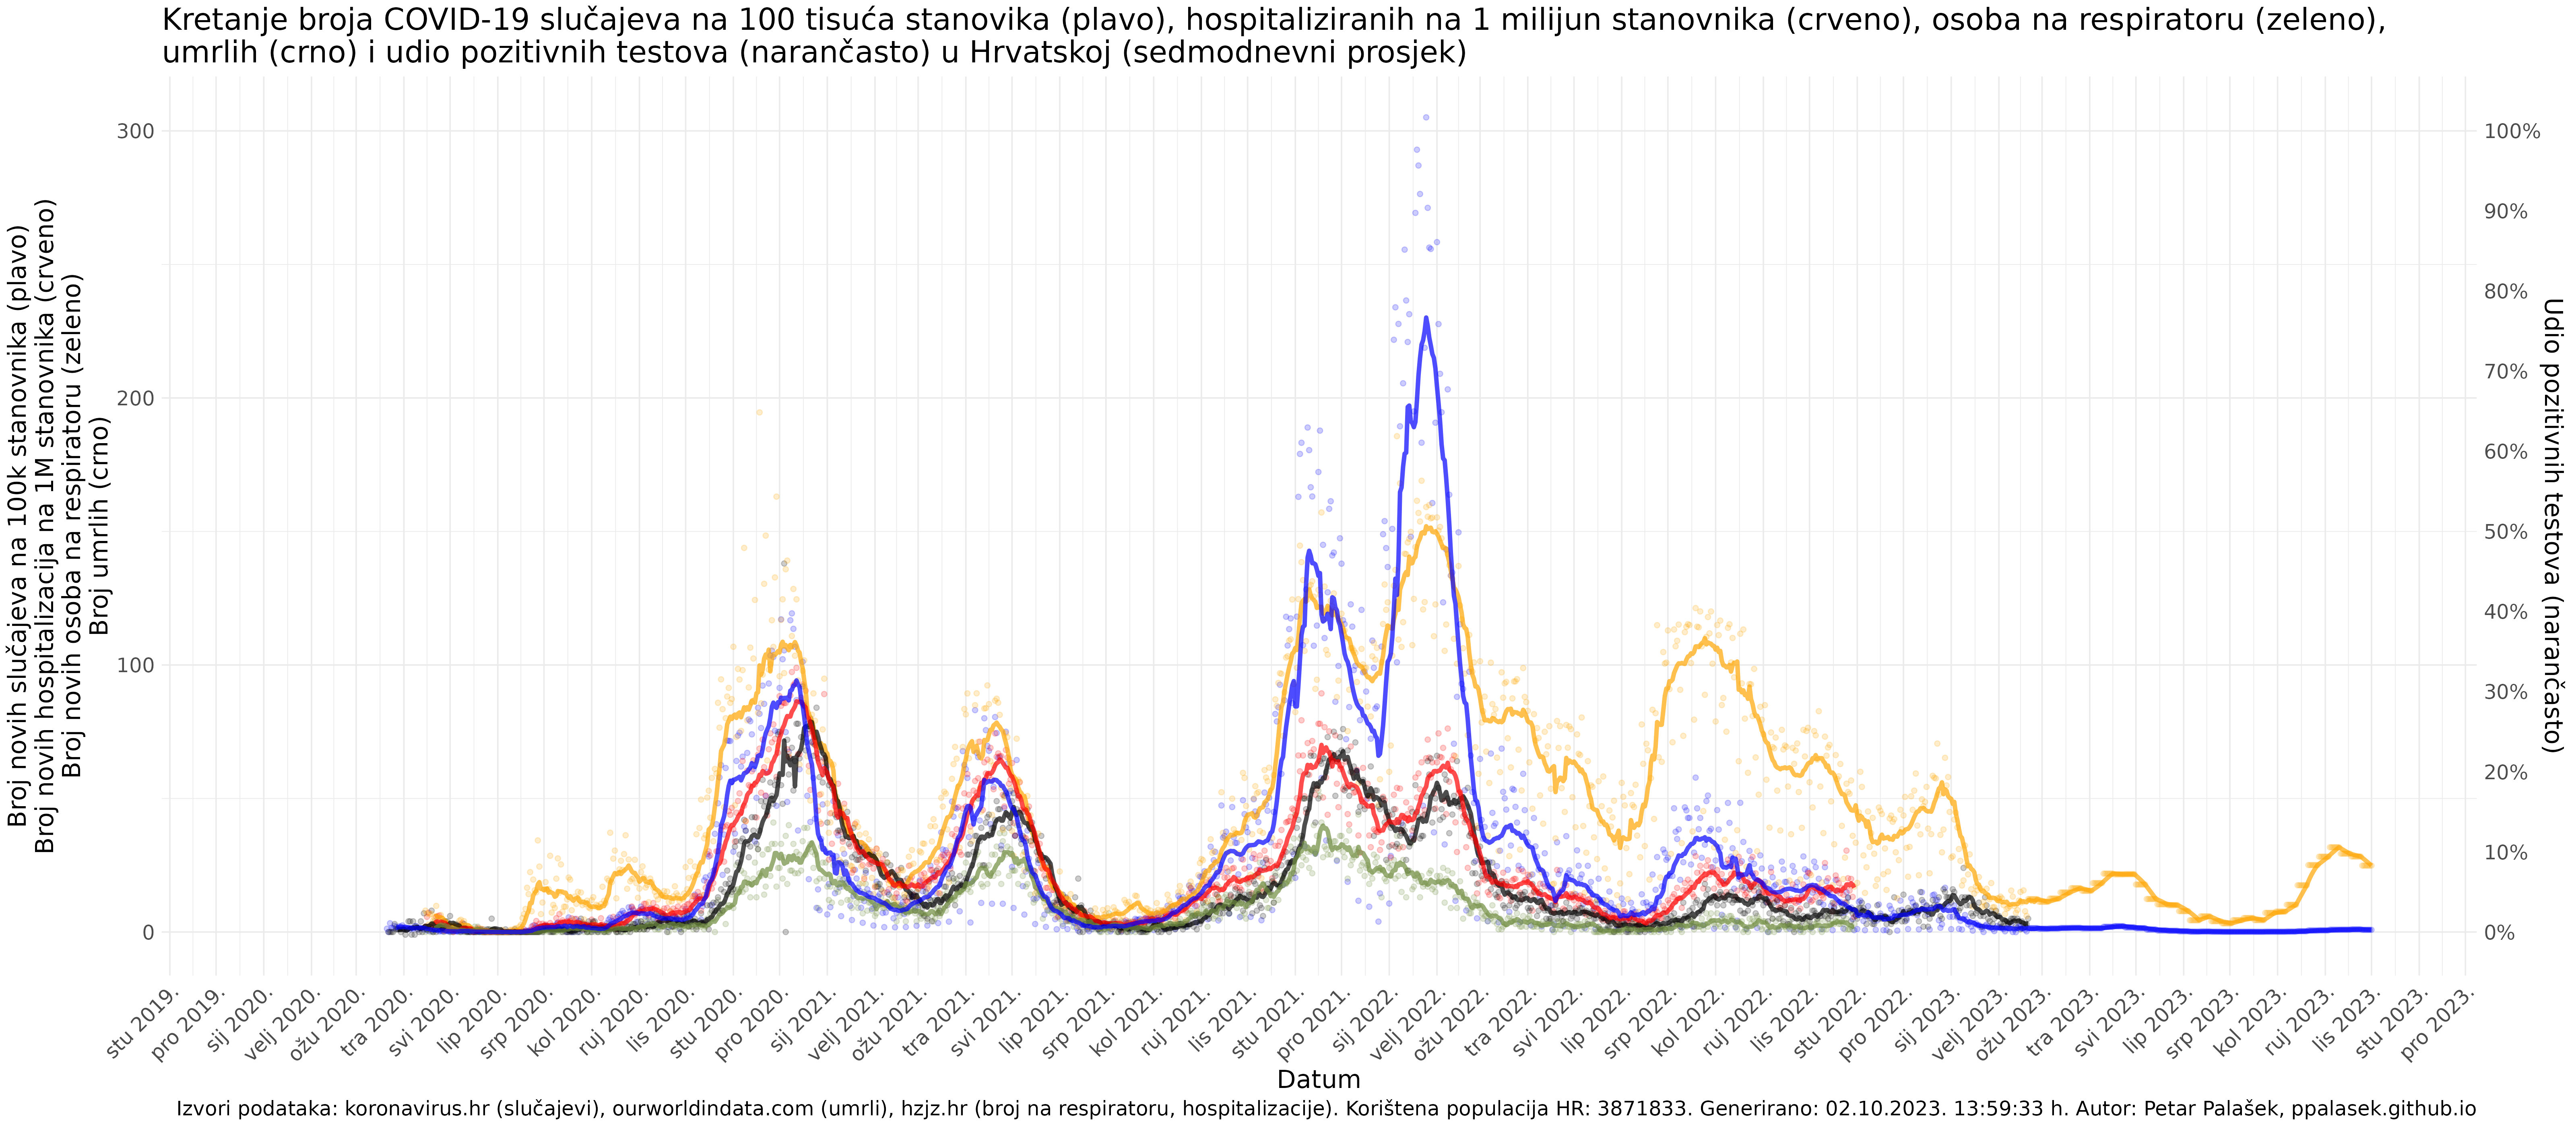 Kretanje broja COVID-19 slučajeva na 100 tisuća stanovika (plavo), hospitaliziranih na 1 milijun stanovnika (crveno), osoba na respiratoru (zeleno),
umrlih (crno) i udio pozitivnih testova (narančasto) u Hrvatskoj (sedmodnevni prosjek)
Broj novih slučajeva na 100k stanovnika (plavo)
Broj novih hospitalizacija na 1M stanovnika (crveno)
Broj novih osoba na respiratoru (zeleno)
Broj umrlih (crno)
300
200
100
0
100%
90%
80%
70%
60%
50%
40%
30%
20%
10%
0%
Udio pozitivnih testova (narančasto)
stu 2019.
pro 2019.
sij 2020.
velj 2020.
ožu 2020.
tra 2020.
svi 2020.
lip 2020.
srp 2020.
kol 2020.
ruj 2020.
lis 2020.
stu 2020.
pro 2020.
sij 2021.
velj 2021.
ožu 2021.
tra 2021.
svi 2021.
lip 2021.
srp 2021.
kol 2021.
ruj 2021.
lis 2021.
stu 2021.
pro 2021.
sij 2022.
velj 2022.
ožu 2022.
tra 2022.
svi 2022.
lip 2022.
srp 2022.
kol 2022.
ruj 2022.
lis 2022.
stu 2022.
pro 2022.
sij 2023.
velj 2023.
ožu 2023.
tra 2023.
svi 2023.
lip 2023.
srp 2023.
kol 2023.
ruj 2023.
lis 2023.
stu 2023.
pro 2023.
Datum
Izvori podataka: koronavirus.hr (slučajevi), ourworldindata.com (umrli), hzjz.hr (broj na respiratoru, hospitalizacije). Korištena populacija HR: 3871833. Generirano: 02.10.2023. 13:59:33 h. Autor: Petar Palašek, ppalasek.github.io